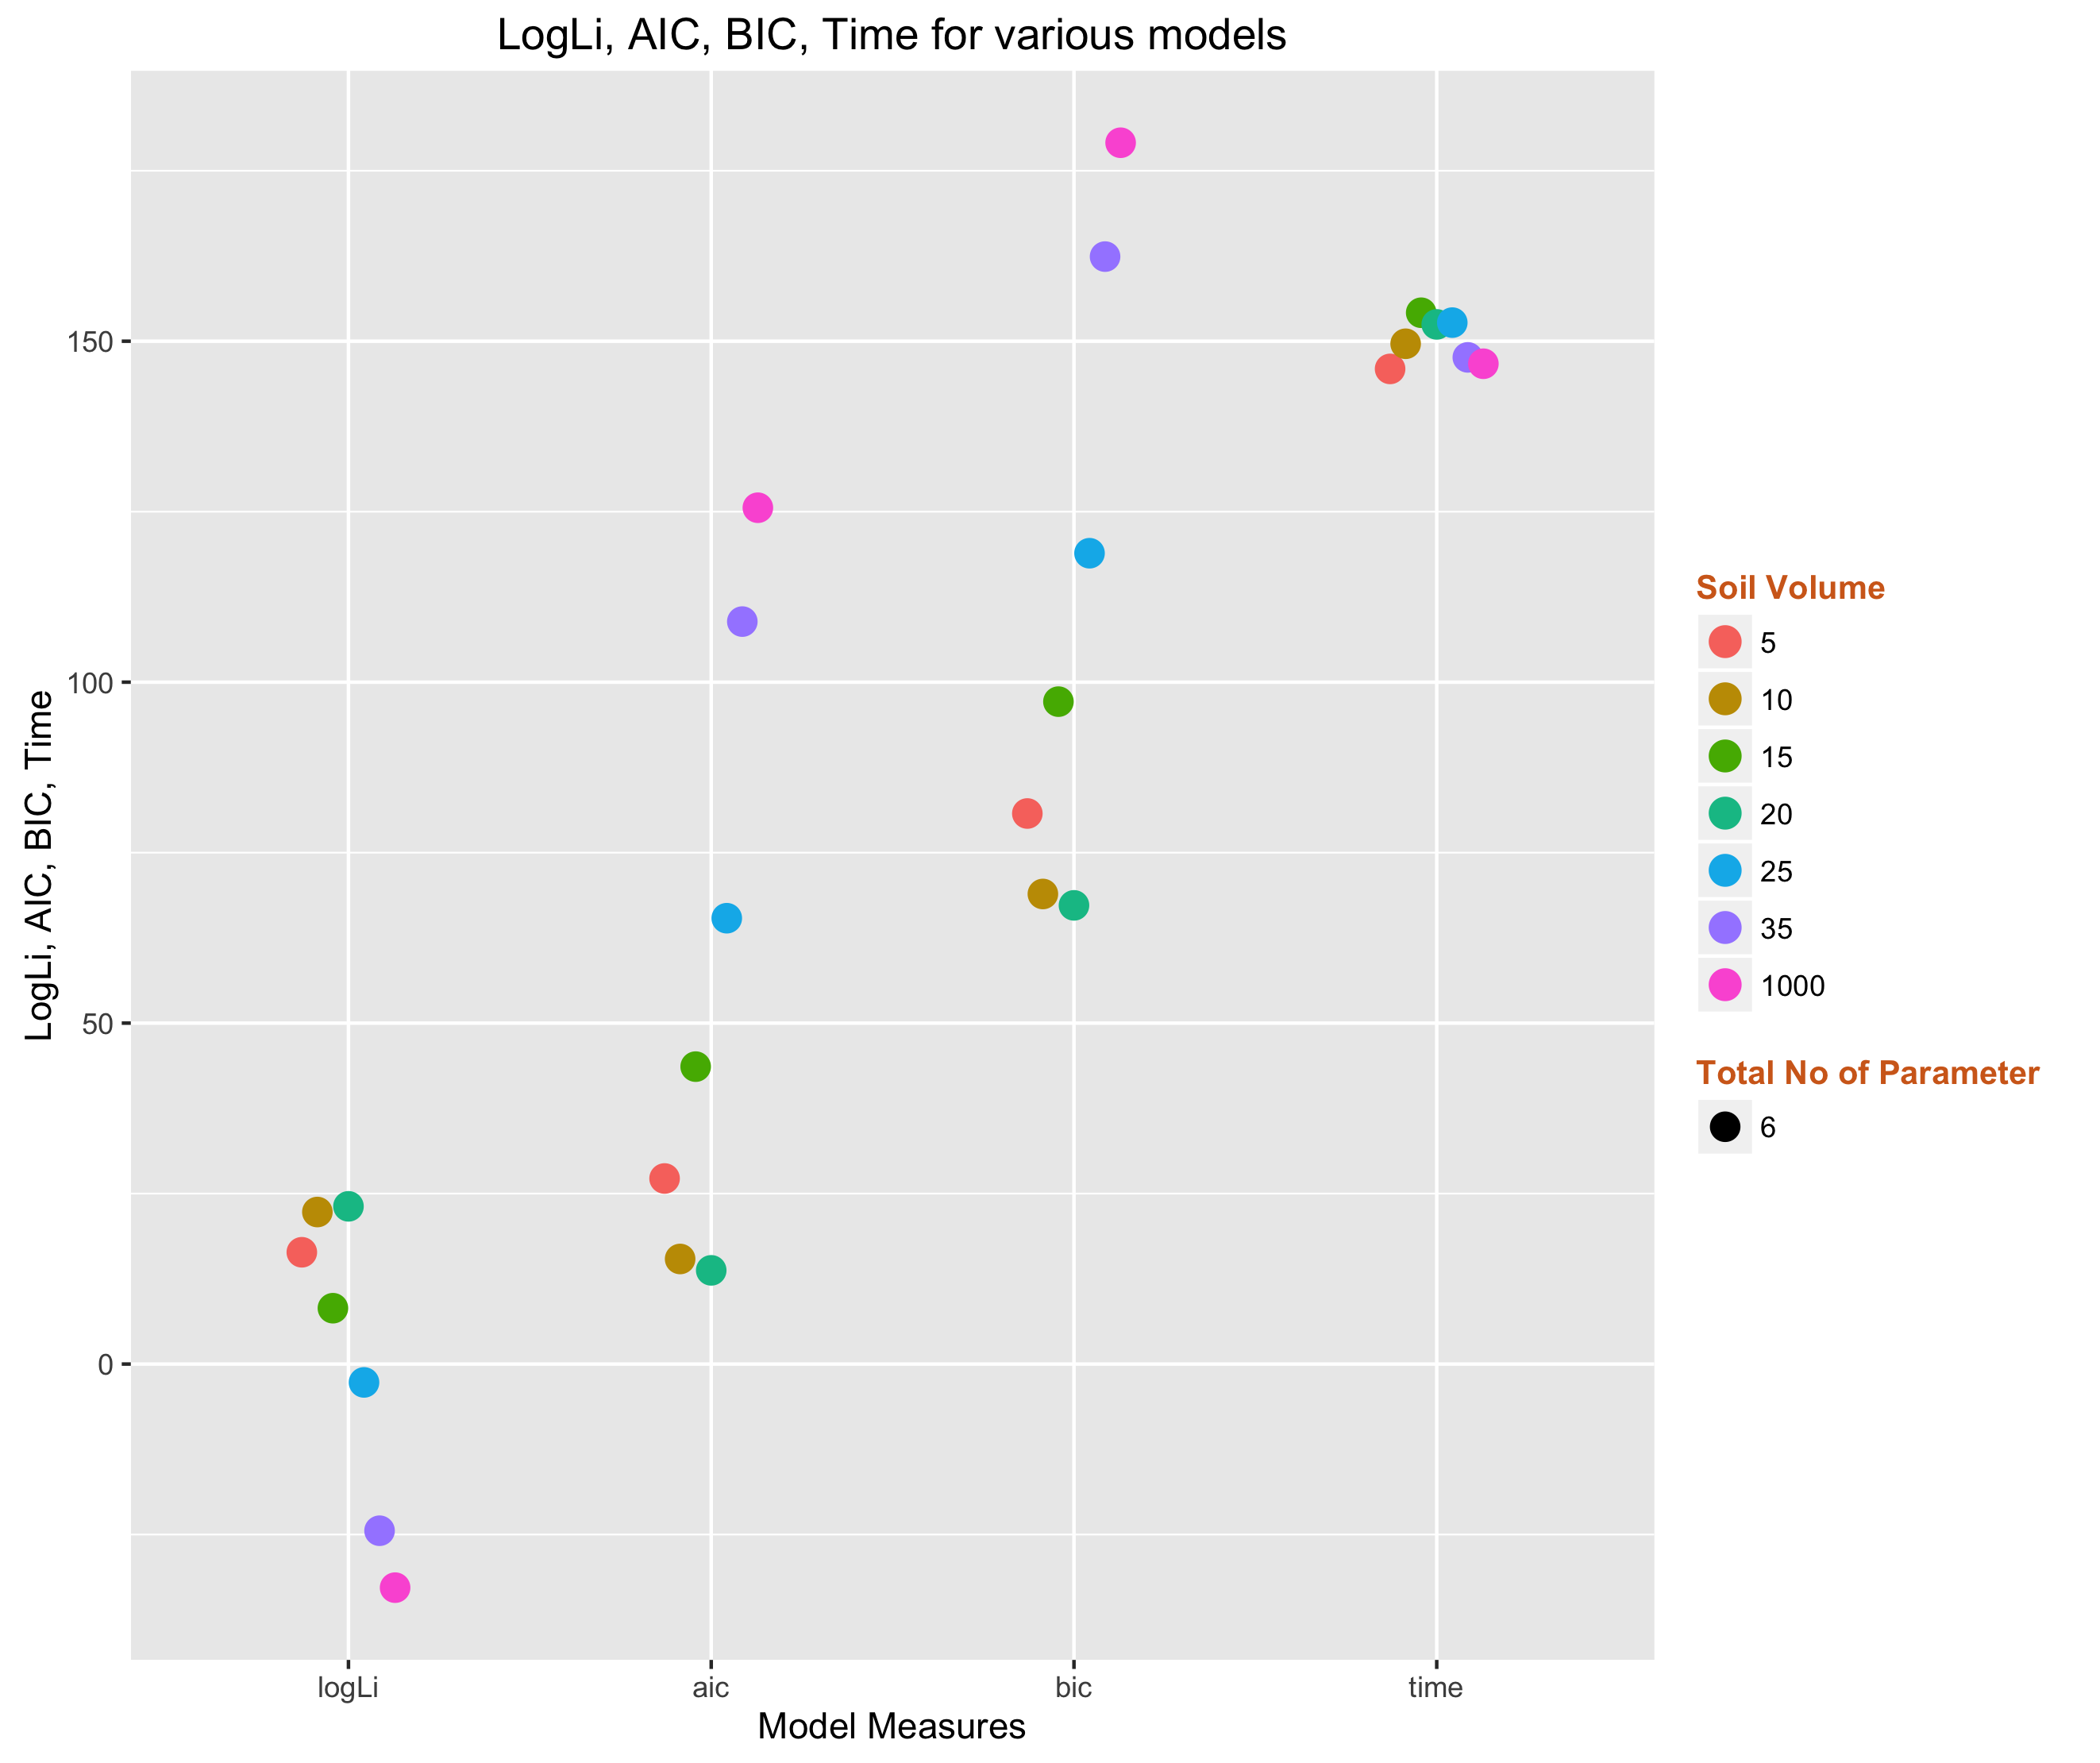 LogLi, AIC, BIC, Time for various models
LogLi, AIC, BIC, Time
150
100
50
0
logLi aic bic time
Model Measures
Soil Volume
5
10
15
20
25
35
1000
Total No of Parameter
6